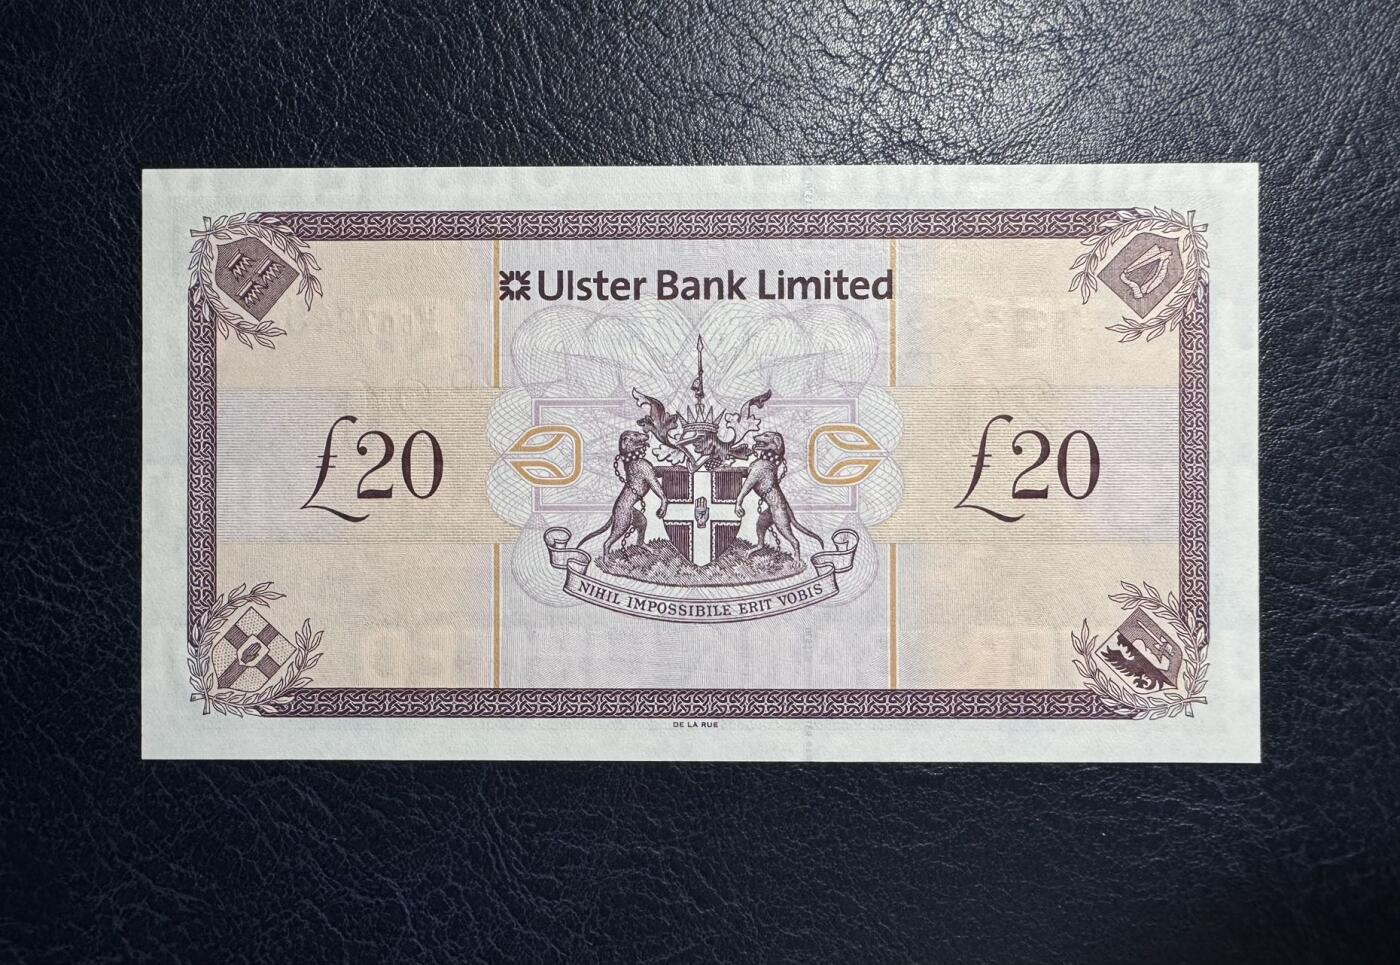 Ulster Bank Limited
£20
£20
NIHIL IMPOSSIBILE ERIT VOBIS
DE LA RUE